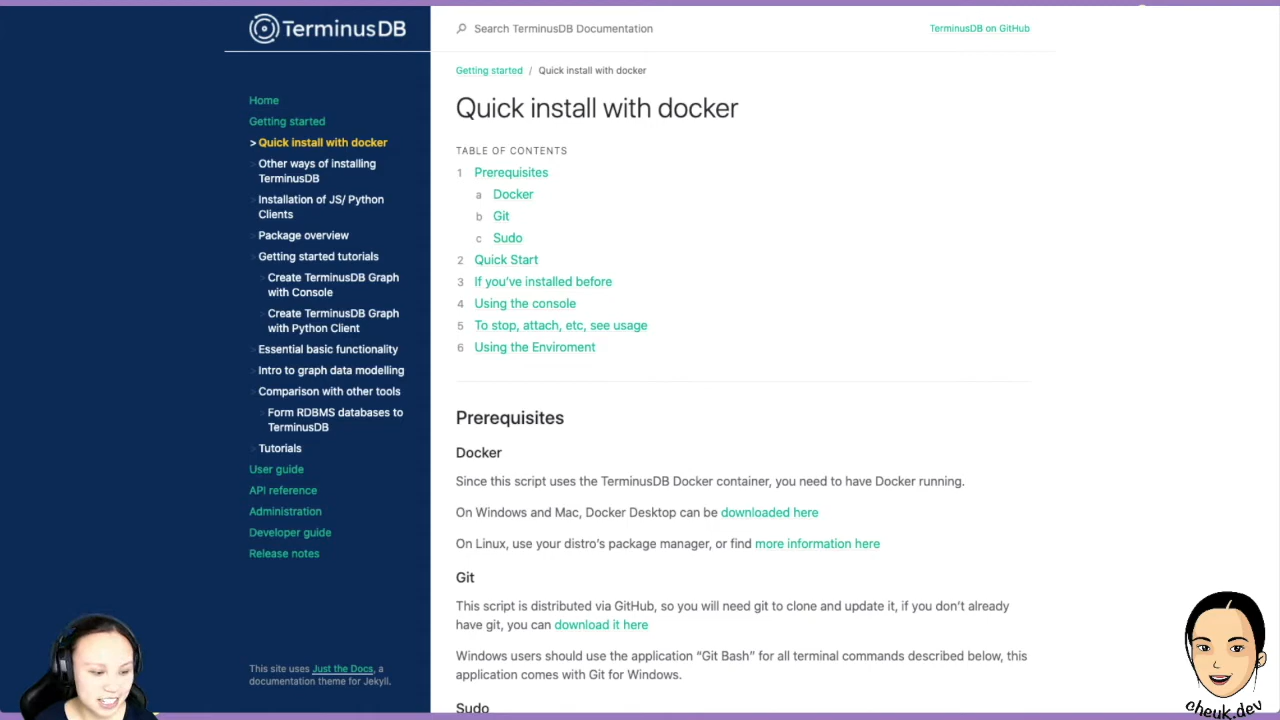 TerminusDB
Search TerminusDB Documentation
TerminusDB on GitHub
Home
Getting started
> Quick install with docker
> Other ways of installing
TerminusDB
> Installation of JS/ Python
Clients
> Package overview
> Getting started tutorials
> Create TerminusDB Graph
with Console
> Create TerminusDB Graph
with Python Client
> Essential basic functionality
> Intro to graph data modelling
> Comparison with other tools
> Form RDBMS databases to
TerminusDB
> Tutorials
User guide
API reference
Administration
Developer guide
Release notes
This site uses Just the Docs, a
documentation theme for Jekyll.
Getting started / Quick install with docker
Quick install with docker
TABLE OF CONTENTS
1 Prerequisites
a Docker
b Git
c Sudo
2 Quick Start
3 If you’ve installed before
4 Using the console
5 To stop, attach, etc, see usage
6 Using the Enviroment
Prerequisites
Docker
Since this script uses the TerminusDB Docker container, you need to have Docker running.
On Windows and Mac, Docker Desktop can be downloaded here
On Linux, use your distro’s package manager, or find more information here
Git
This script is distributed via GitHub, so you will need git to clone and update it, if you don’t already
have git, you can download it here
Windows users should use the application “Git Bash” for all terminal commands described below, this
application comes with Git for Windows.
Sudo
cheuk.dev